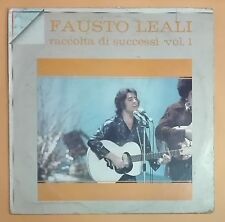 FAUSTO LEALI
raccolta di successi vol. 1